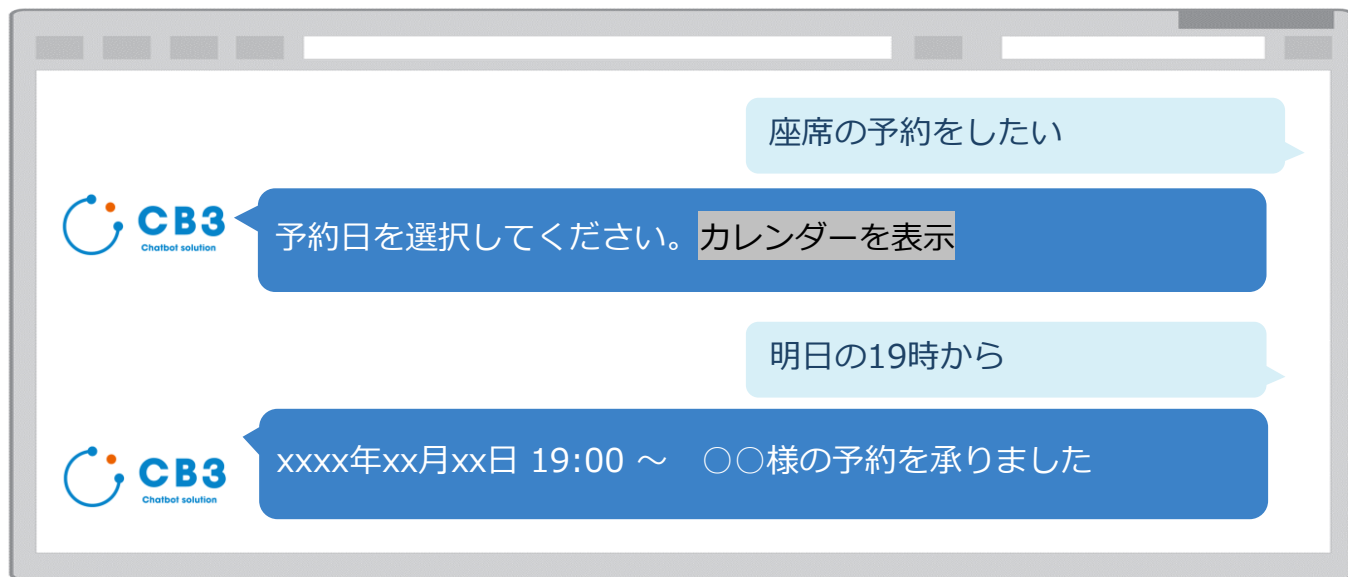 座席の予約をしたい
CB3
Chatbot solution
予約日を選択してください。カレンダーを表示
明日の19時から
CB3
Chatbot solution
xxxx年xx月xx日 19:00 ～　○○様の予約を承りました